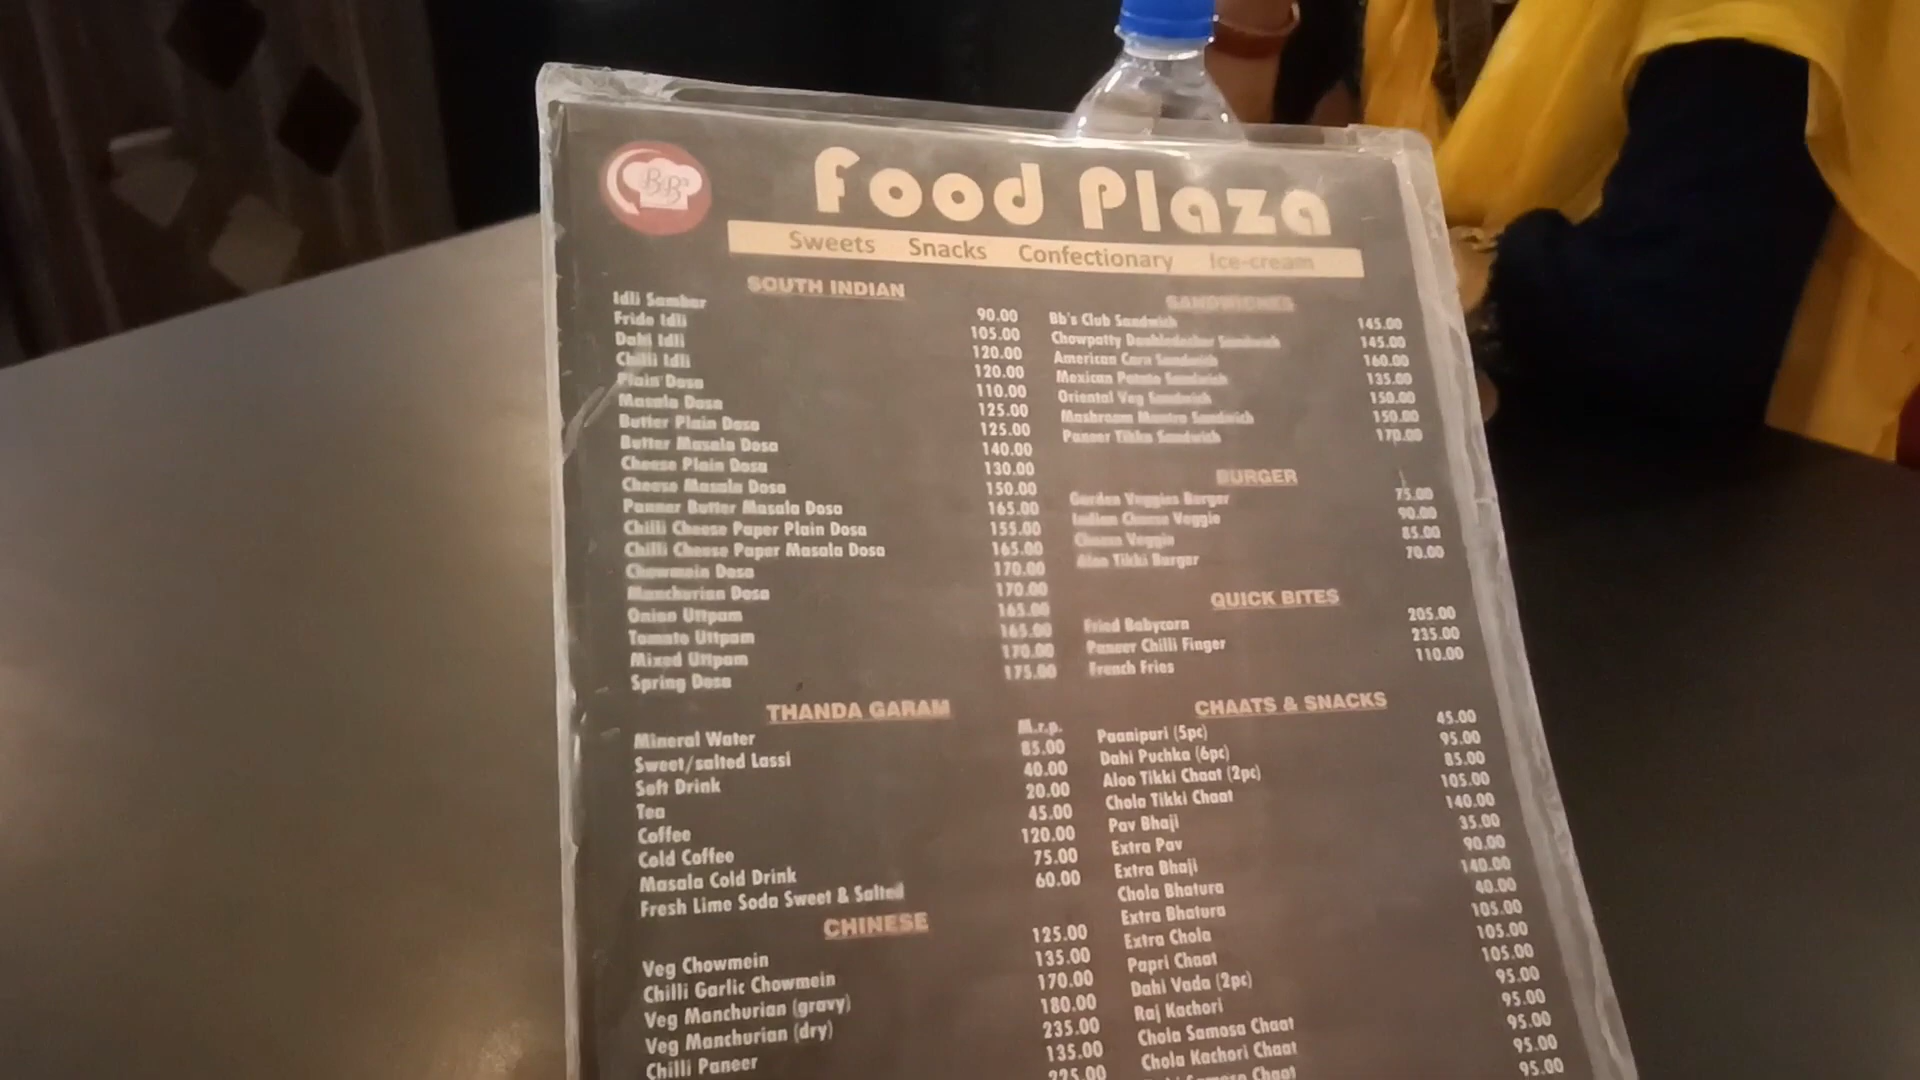 BB's
Food Plaza
Sweets Snacks Confectionary Ice-cream
SOUTH INDIAN
Idli Sambar 90.00
Fride Idli 105.00
Dahi Idli 120.00
Chilli Idli 120.00
Plain Dosa 110.00
Masala Dosa 125.00
Butter Plain Dosa 125.00
Butter Masala Dosa 140.00
Cheese Plain Dosa 130.00
Cheese Masala Dosa 150.00
Panner Butter Masala Dosa 165.00
Chilli Cheese Paper Plain Dosa 155.00
Chilli Cheese Paper Masala Dosa 165.00
Chowmein Dosa 170.00
Manchurian Dosa 170.00
Onion Uttpam 165.00
Tomato Uttpam 165.00
Mixed Uttpam 170.00
Spring Dosa 175.00
THANDA GARAM
Mineral Water M.r.p.
Sweet/salted Lassi 85.00
Soft Drink 40.00
Tea 20.00
Coffee 45.00
Cold Coffee 120.00
Masala Cold Drink 75.00
Fresh Lime Soda Sweet & Salted 60.00
CHINESE
Veg Chowmein 125.00
Chilli Garlic Chowmein 135.00
Veg Manchurian (gravy) 170.00
Veg Manchurian (dry) 180.00
Chilli Paneer 235.00
135.00
225.00
SANDWICHES
Bb's Club Sandwich 145.00
Chowpatty Doubledecker Sandwich 145.00
American Corn Sandwich 160.00
Mexican Potato Sandwich 135.00
Oriental Veg Sandwich 150.00
Mashroom Mantra Sandwich 150.00
Paneer Tikka Sandwich 170.00
BURGER
Garden Veggies Burger 75.00
Indian Cheese Veggie 90.00
Cheese Veggie 85.00
Aloo Tikki Burger 70.00
QUICK BITES
Fried Babycorn 205.00
Paneer Chilli Finger 235.00
French Fries 110.00
CHAATS & SNACKS
Paanipuri (5pc) 45.00
Dahi Puchka (6pc) 95.00
Aloo Tikki Chaat (2pc) 85.00
Chola Tikki Chaat 105.00
Pav Bhaji 140.00
Extra Pav 35.00
Extra Bhaji 90.00
Chola Bhatura 140.00
Extra Bhatura 40.00
Extra Chola 105.00
Papri Chaat 105.00
Dahi Vada (2pc) 105.00
Raj Kachori 95.00
Chola Samosa Chaat 95.00
Chola Kachori Chaat 95.00
Samosa Chaat 95.00
95.00